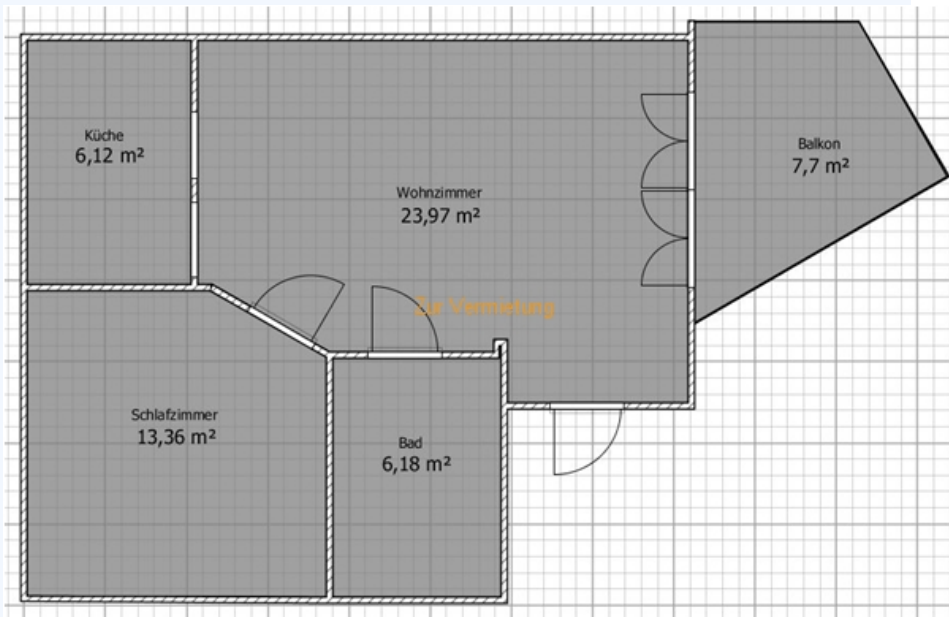 Küche
6,12 m²
Wohnzimmer
23,97 m²
Balkon
7,7 m²
Zur Vermietung
Schlafzimmer
13,36 m²
Bad
6,18 m²